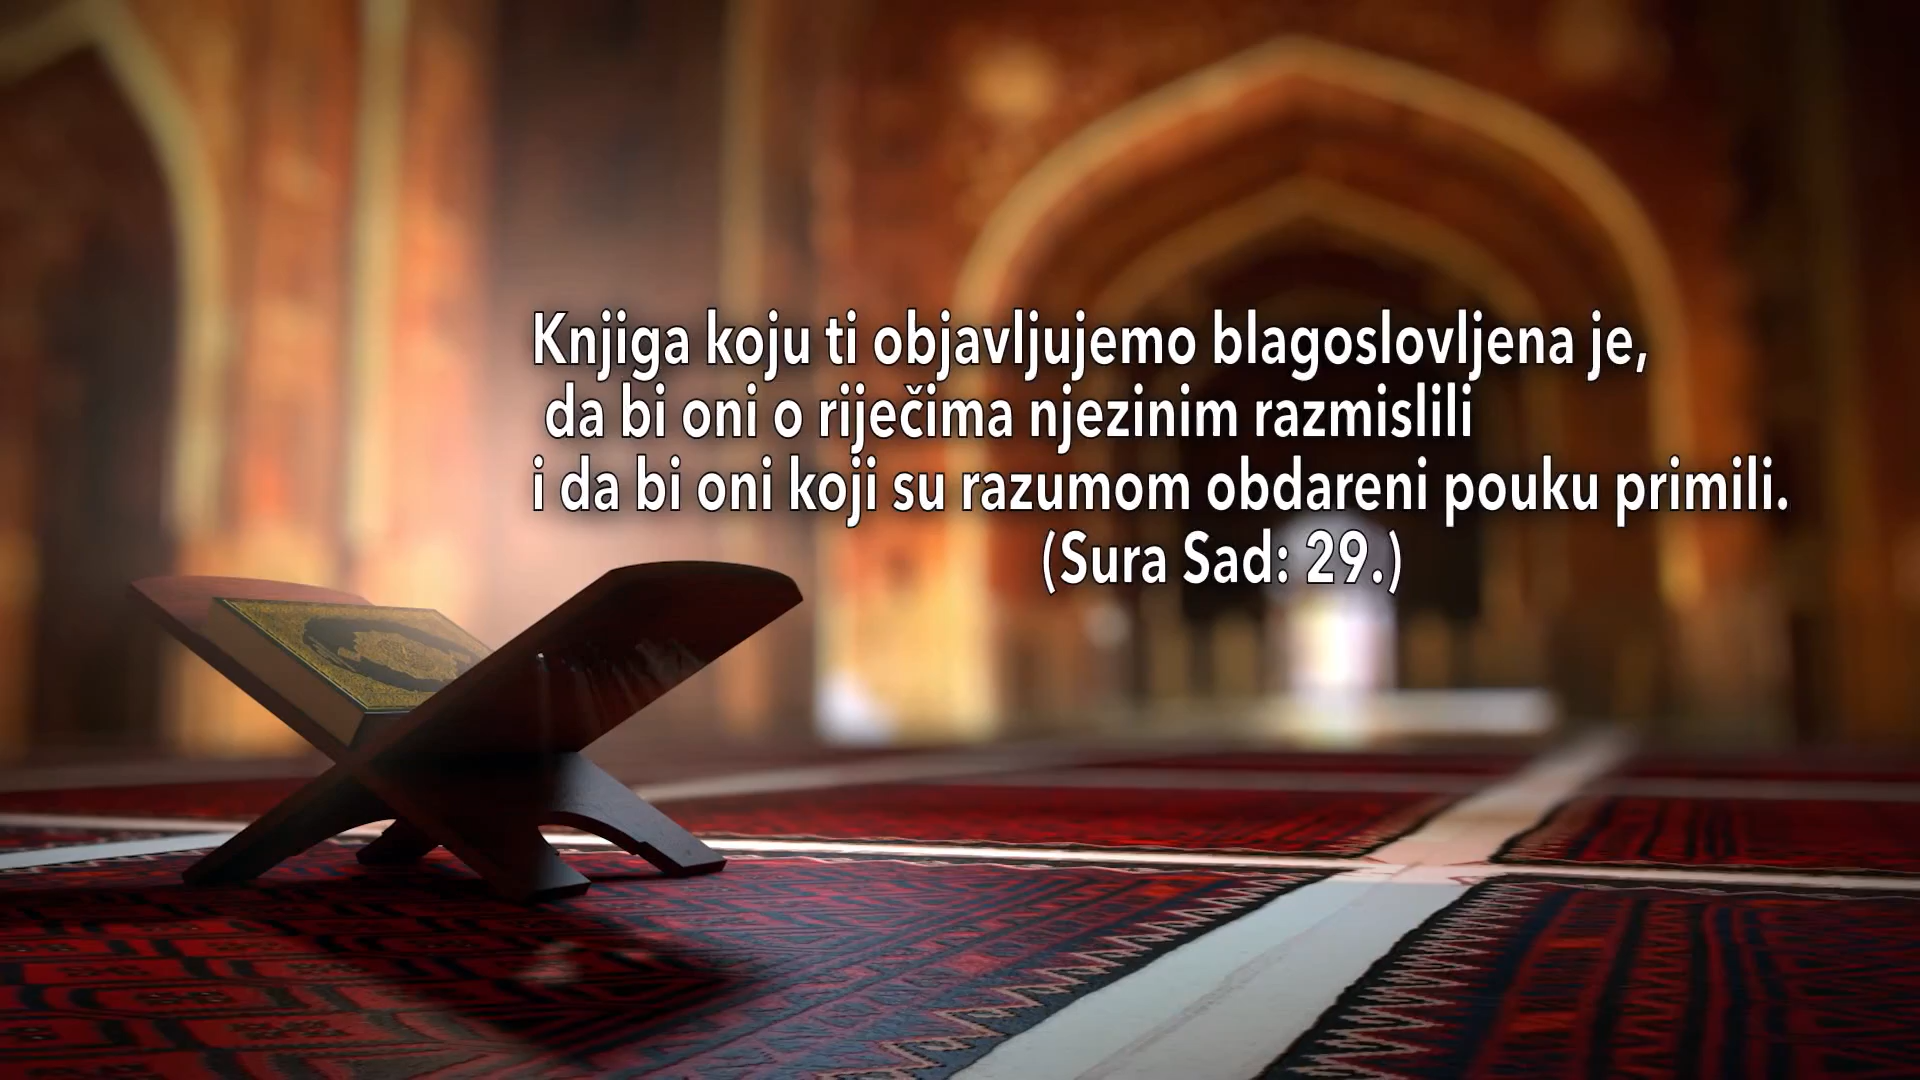 Knjiga koju ti objavljujemo blagoslovljena je,
da bi oni o riječima njezinim razmislili
i da bi oni koji su razumom obdareni pouku primili.
(Sura Sad: 29.)